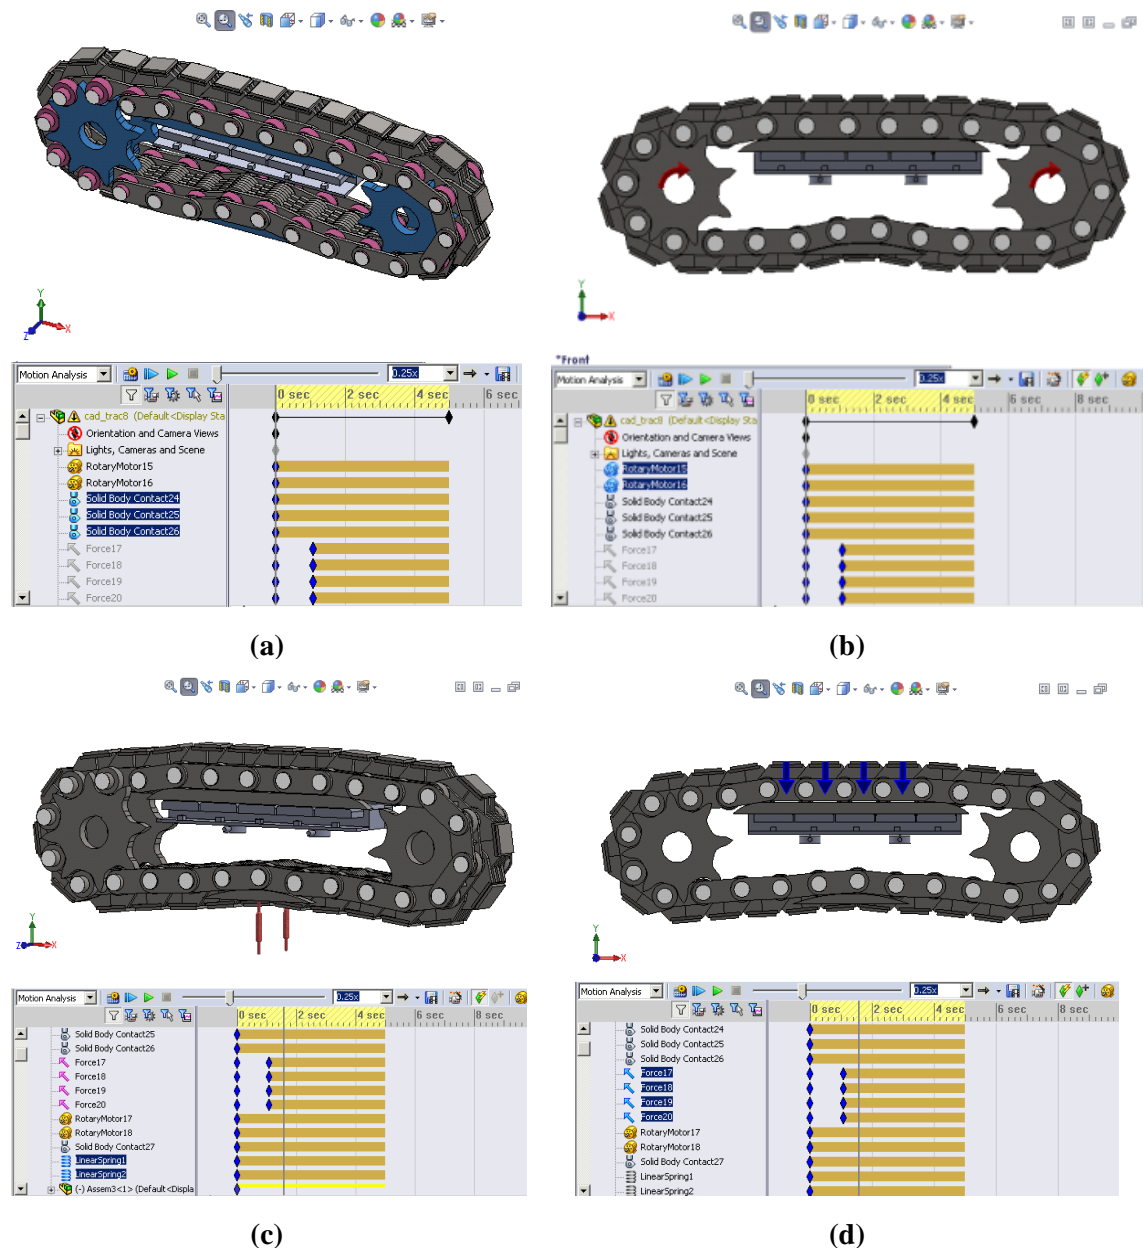 Y
X
Z
Motion Analysis
0.25x
0 sec
2 sec
4 sec
6 sec
cad_trac8 (Default<Display Sta
Orientation and Camera Views
Lights, Cameras and Scene
RotaryMotor15
RotaryMotor16
Solid Body Contact24
Solid Body Contact25
Solid Body Contact26
Force17
Force18
Force19
Force20
(a)
Y
X
*Front
Motion Analysis
0.25x
0 sec
2 sec
4 sec
6 sec
8 sec
cad_trac8 (Default<Display Sta
Orientation and Camera Views
Lights, Cameras and Scene
RotaryMotor15
RotaryMotor16
Solid Body Contact24
Solid Body Contact25
Solid Body Contact26
Force17
Force18
Force19
Force20
(b)
Y
Z
X
Motion Analysis
0.25x
0 sec
2 sec
4 sec
6 sec
8 sec
Solid Body Contact25
Solid Body Contact26
Force17
Force18
Force19
Force20
RotaryMotor17
RotaryMotor18
Solid Body Contact27
LinearSpring1
LinearSpring2
(-) Assem3<1> (Default<Displa
(c)
Y
X
Motion Analysis
0.25x
0 sec
2 sec
4 sec
6 sec
8 sec
Solid Body Contact24
Solid Body Contact25
Solid Body Contact26
Force17
Force18
Force19
Force20
RotaryMotor17
RotaryMotor18
Solid Body Contact27
LinearSpring1
LinearSpring2
(d)